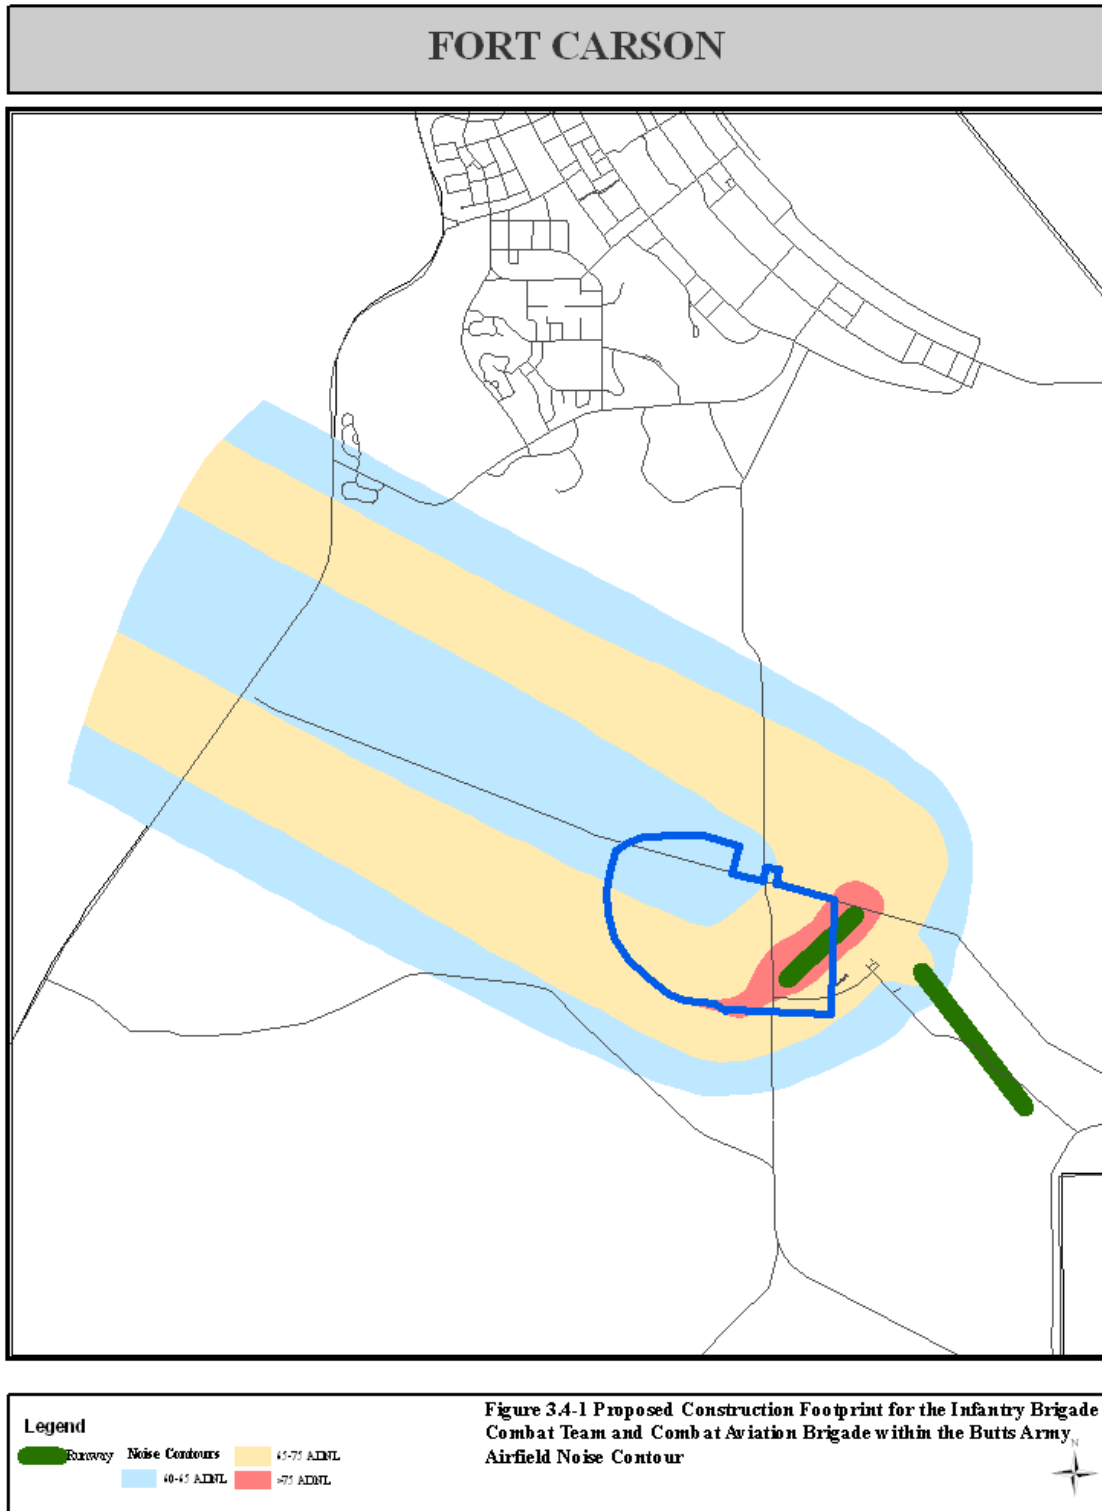 FORT CARSON
Legend
Runway
Noise Contours
60-65 ADNL
65-75 ADNL
>75 ADNL
Figure 3.4-1 Proposed Construction Footprint for the Infantry Brigade
Combat Team and Combat Aviation Brigade within the Butts Army
Airfield Noise Contour
N